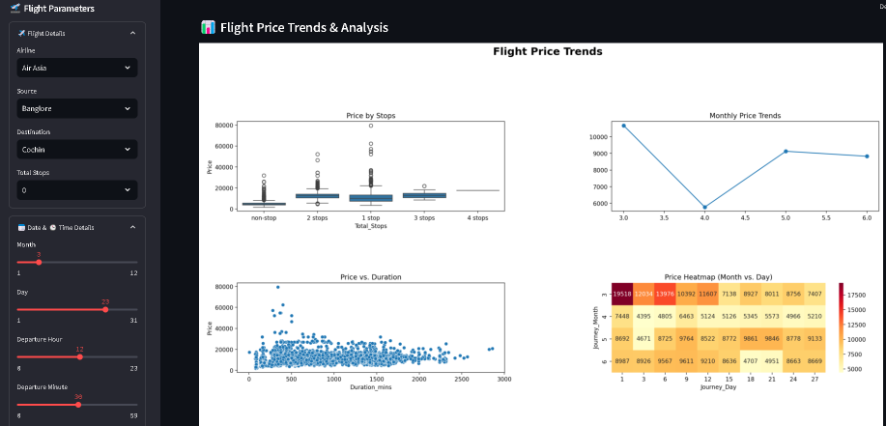 Flight Parameters
Flight Details
Airline
Air Asia
Source
Banglore
Destination
Cochin
Total Stops
0
Date & Time Details
Month
3
1 12
Day
23
1 31
Departure Hour
12
0 23
Departure Minute
30
0 59
De
Flight Price Trends & Analysis
Flight Price Trends
Price by Stops
80000
60000
40000
20000
0
Price
non-stop 2 stops 1 stop 3 stops 4 stops
Total_Stops
Monthly Price Trends
10000
9000
8000
7000
6000
3.0 3.5 4.0 4.5 5.0 5.5 6.0
Price vs. Duration
80000
60000
40000
20000
0
Price
0 500 1000 1500 2000 2500 3000
Duration_mins
Price Heatmap (Month vs. Day)
Journey_Month
3 19518 13976 10392 11607 7138 8927 8011 8756 7407
4 7448 4395 4805 6463 5124 5126 5345 5573 4966 5210
5 8692 4671 8725 9764 8522 8772 9861 9846 8778 9133
6 8987 8926 9567 9611 9210 8636 4707 4951 8663 8669
1 3 6 9 12 15 18 21 24 27
Journey_Day
17500
15000
12500
10000
7500
5000